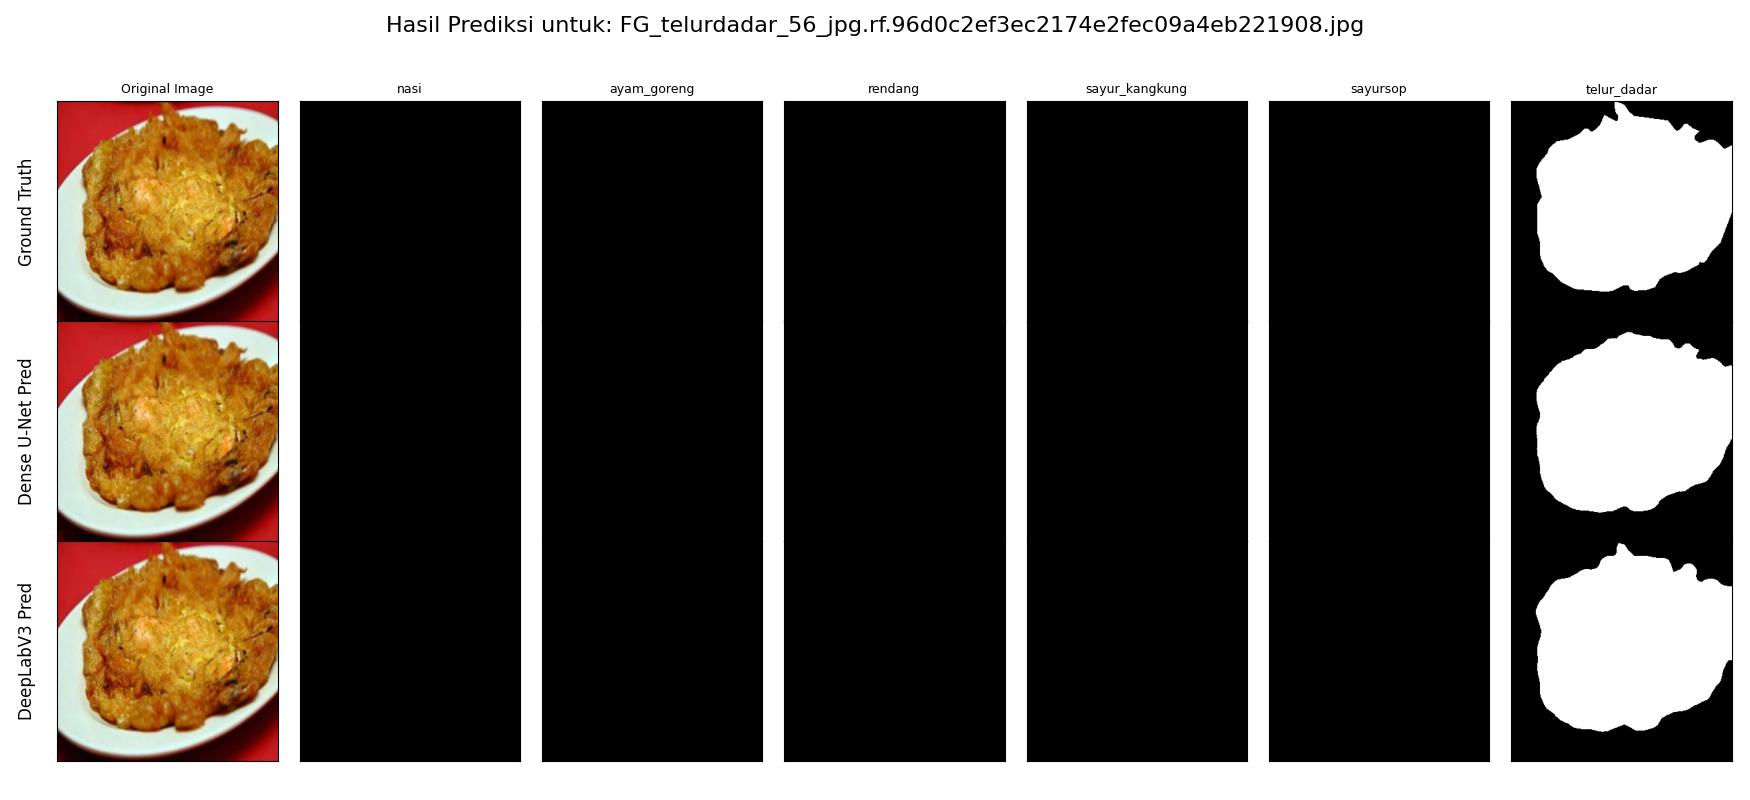 Hasil Prediksi untuk: FG_telurdadar_56_jpg.rf.96d0c2ef3ec2174e2fec09a4eb221908.jpg
Original Image
nasi
ayam_goreng
rendang
sayur_kangkung
sayursop
telur_dadar
Ground Truth
Dense U-Net Pred
DeepLabV3 Pred